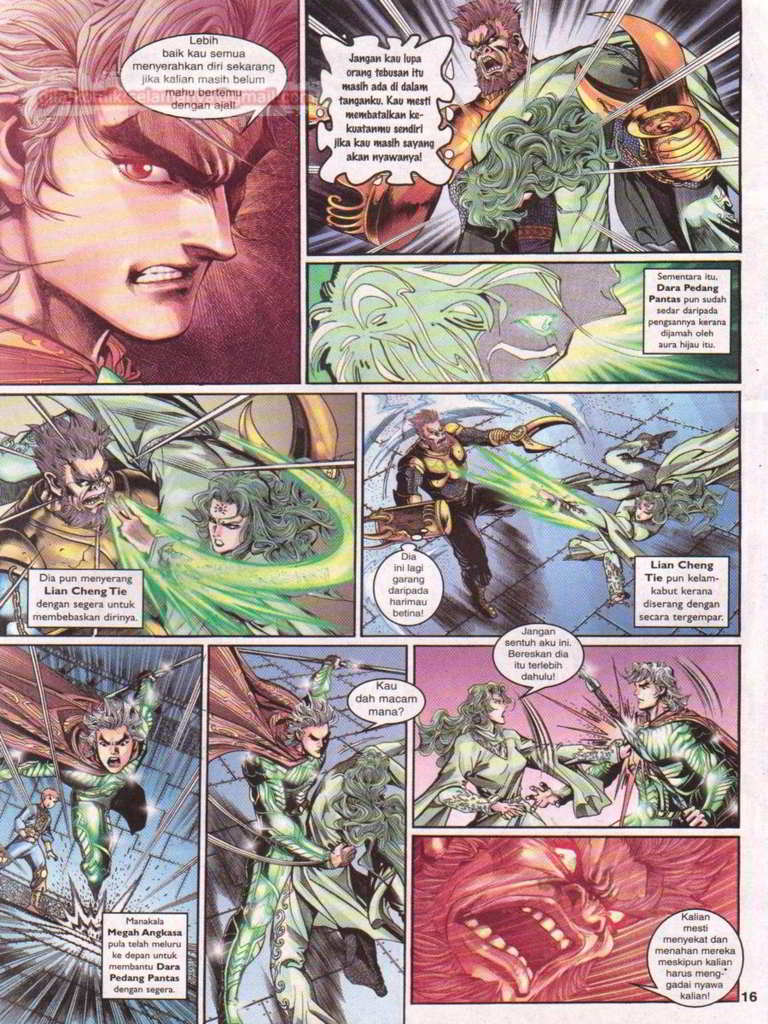 Lebih
baik kau semua
menyerahkan diri sekarang
jika kalian masih belum
mahu bertemu
dengan ajal!
Jangan kau lupa
orang tebusan itu
masih ada di dalam
tanganku. Kau mesti
membatalkan ke-
kuatanmu sendiri
jika kau masih sayang
akan nyawanya!
Sementara itu,
Dara Pedang
Pantas pun sudah
sedar daripada
pengsannya kerana
dijamah oleh
aura hijau itu.
Dia pun menyerang
Lian Cheng Tie
dengan segera untuk
membebaskan dirinya.
Dia
ini lagi
garang
daripada
harimau
betina!
Lian Cheng
Tie pun kelam-
kabut kerana
diserang dengan
secara tergempar.
Manakala
Megah Angkasa
pula telah meluru
ke depan untuk
membantu Dara
Pedang Pantas
dengan segera.
Kau
dah macam
mana?
Jangan
sentuh aku ini.
Bereskan dia
itu terlebih
dahulu!
Kalian
mesti
menyekat dan
menahan mereka
meskipun kalian
harus meng-
gadai nyawa
kalian!
16